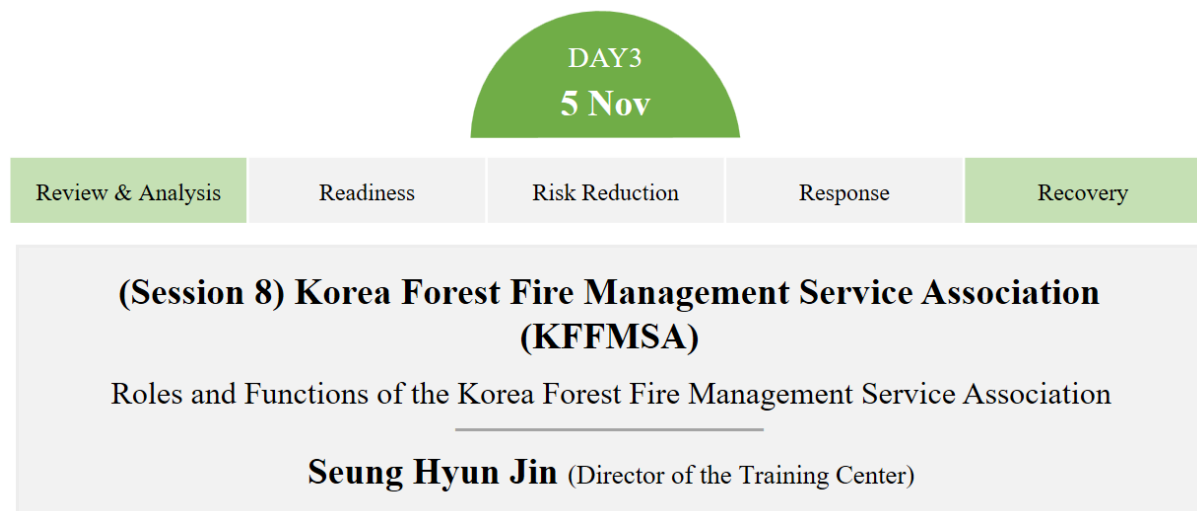 DAY3
5 Nov
Review & Analysis
Readiness
Risk Reduction
Response
Recovery
(Session 8) Korea Forest Fire Management Service Association
(KFFMSA)
Roles and Functions of the Korea Forest Fire Management Service Association
Seung Hyun Jin (Director of the Training Center)